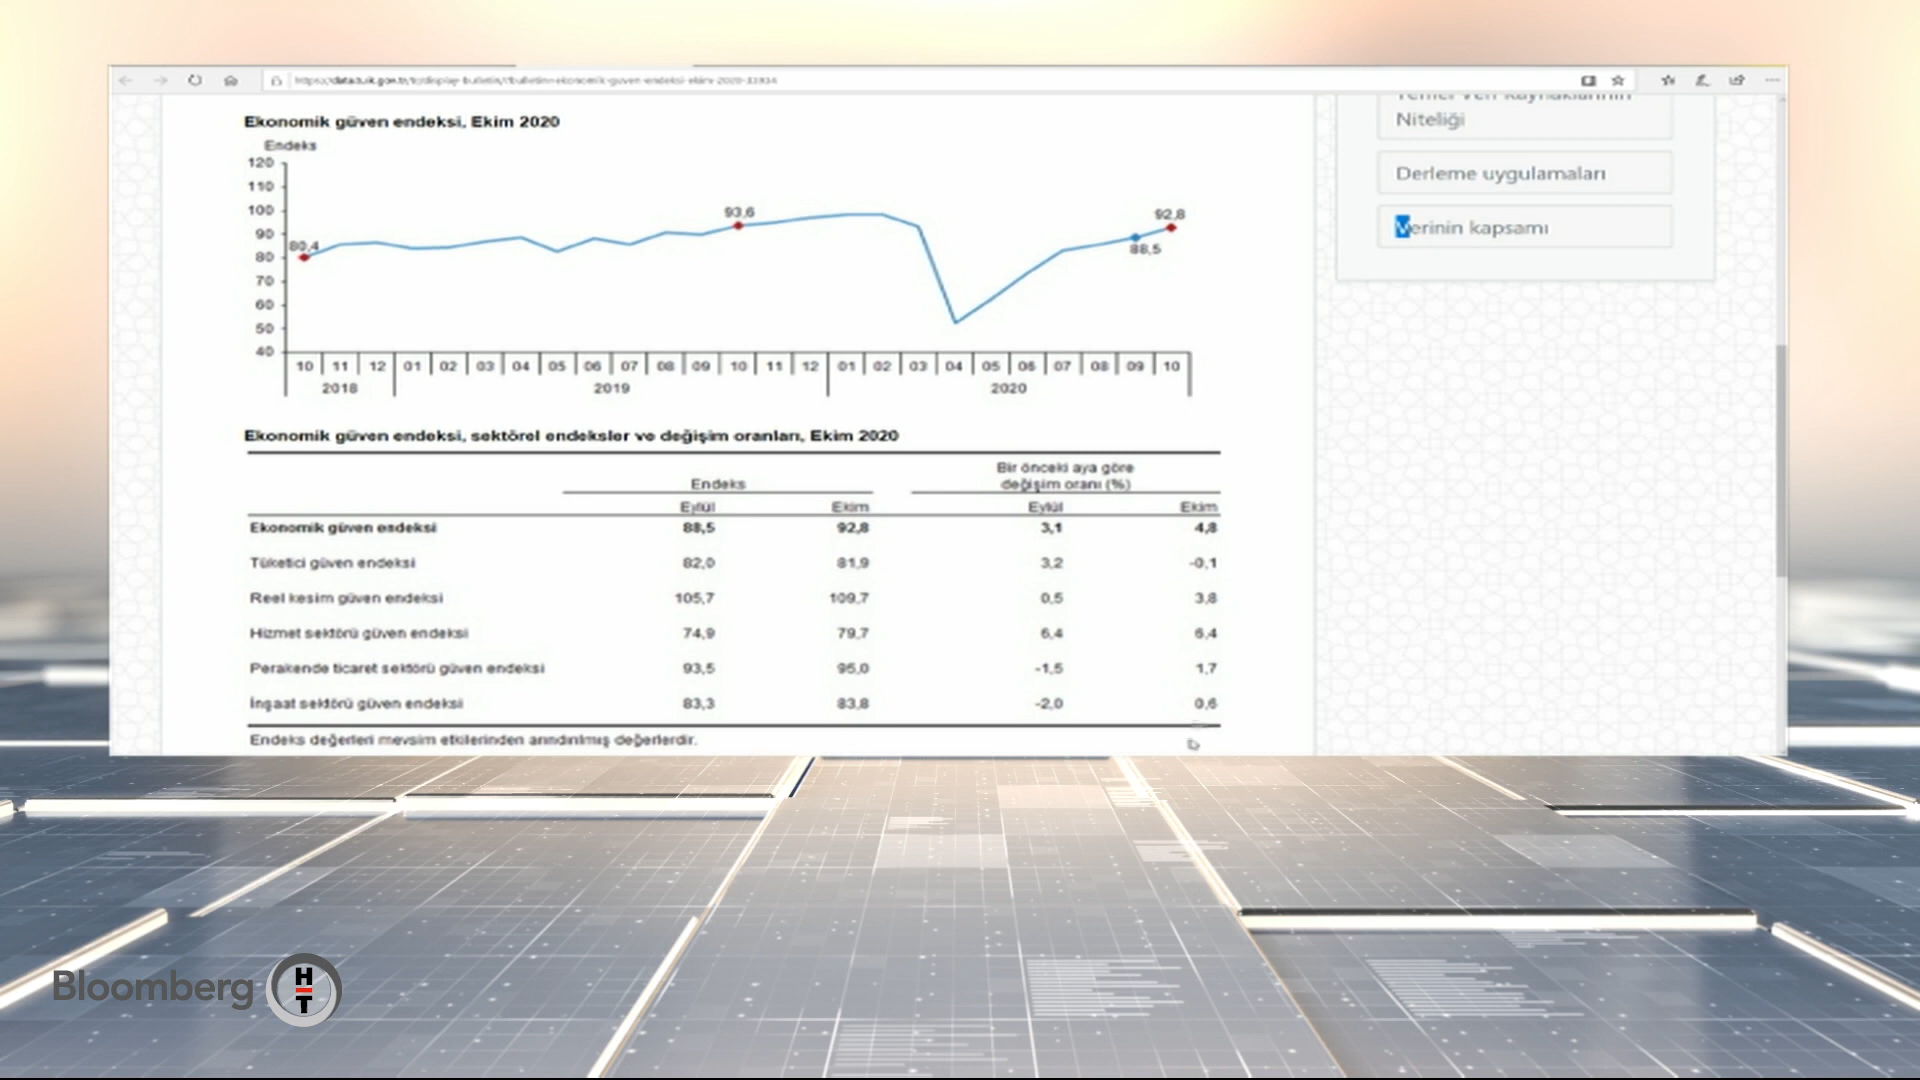 Niteliği
Derleme uygulamaları
Verinin kapsamı
Ekonomik güven endeksi, Ekim 2020
Endeks
120
110
100
90
80
70
60
50
40
80,4
93,6
88,5
92,8
10 11 12 01 02 03 04 05 06 07 08 09 10 11 12 01 02 03 04 05 06 07 08 09 10
2018 2019 2020
Ekonomik güven endeksi, sektörel endeksler ve değişim oranları, Ekim 2020
Bir önceki aya göre
Endeks değişim oranı (%)
Eylül Ekim Eylül Ekim
Ekonomik güven endeksi 88,5 92,8 3,1 4,8
Tüketici güven endeksi 82,0 81,9 3,2 -0,1
Reel kesim güven endeksi 105,7 109,7 0,5 3,8
Hizmet sektörü güven endeksi 74,9 79,7 6,4 6,4
Perakende ticaret sektörü güven endeksi 93,5 95,0 -1,5 1,7
İnşaat sektörü güven endeksi 83,3 83,8 -2,0 0,6
Endeks değerleri mevsim etkilerinden arındırılmış değerlerdir.
Bloomberg HT